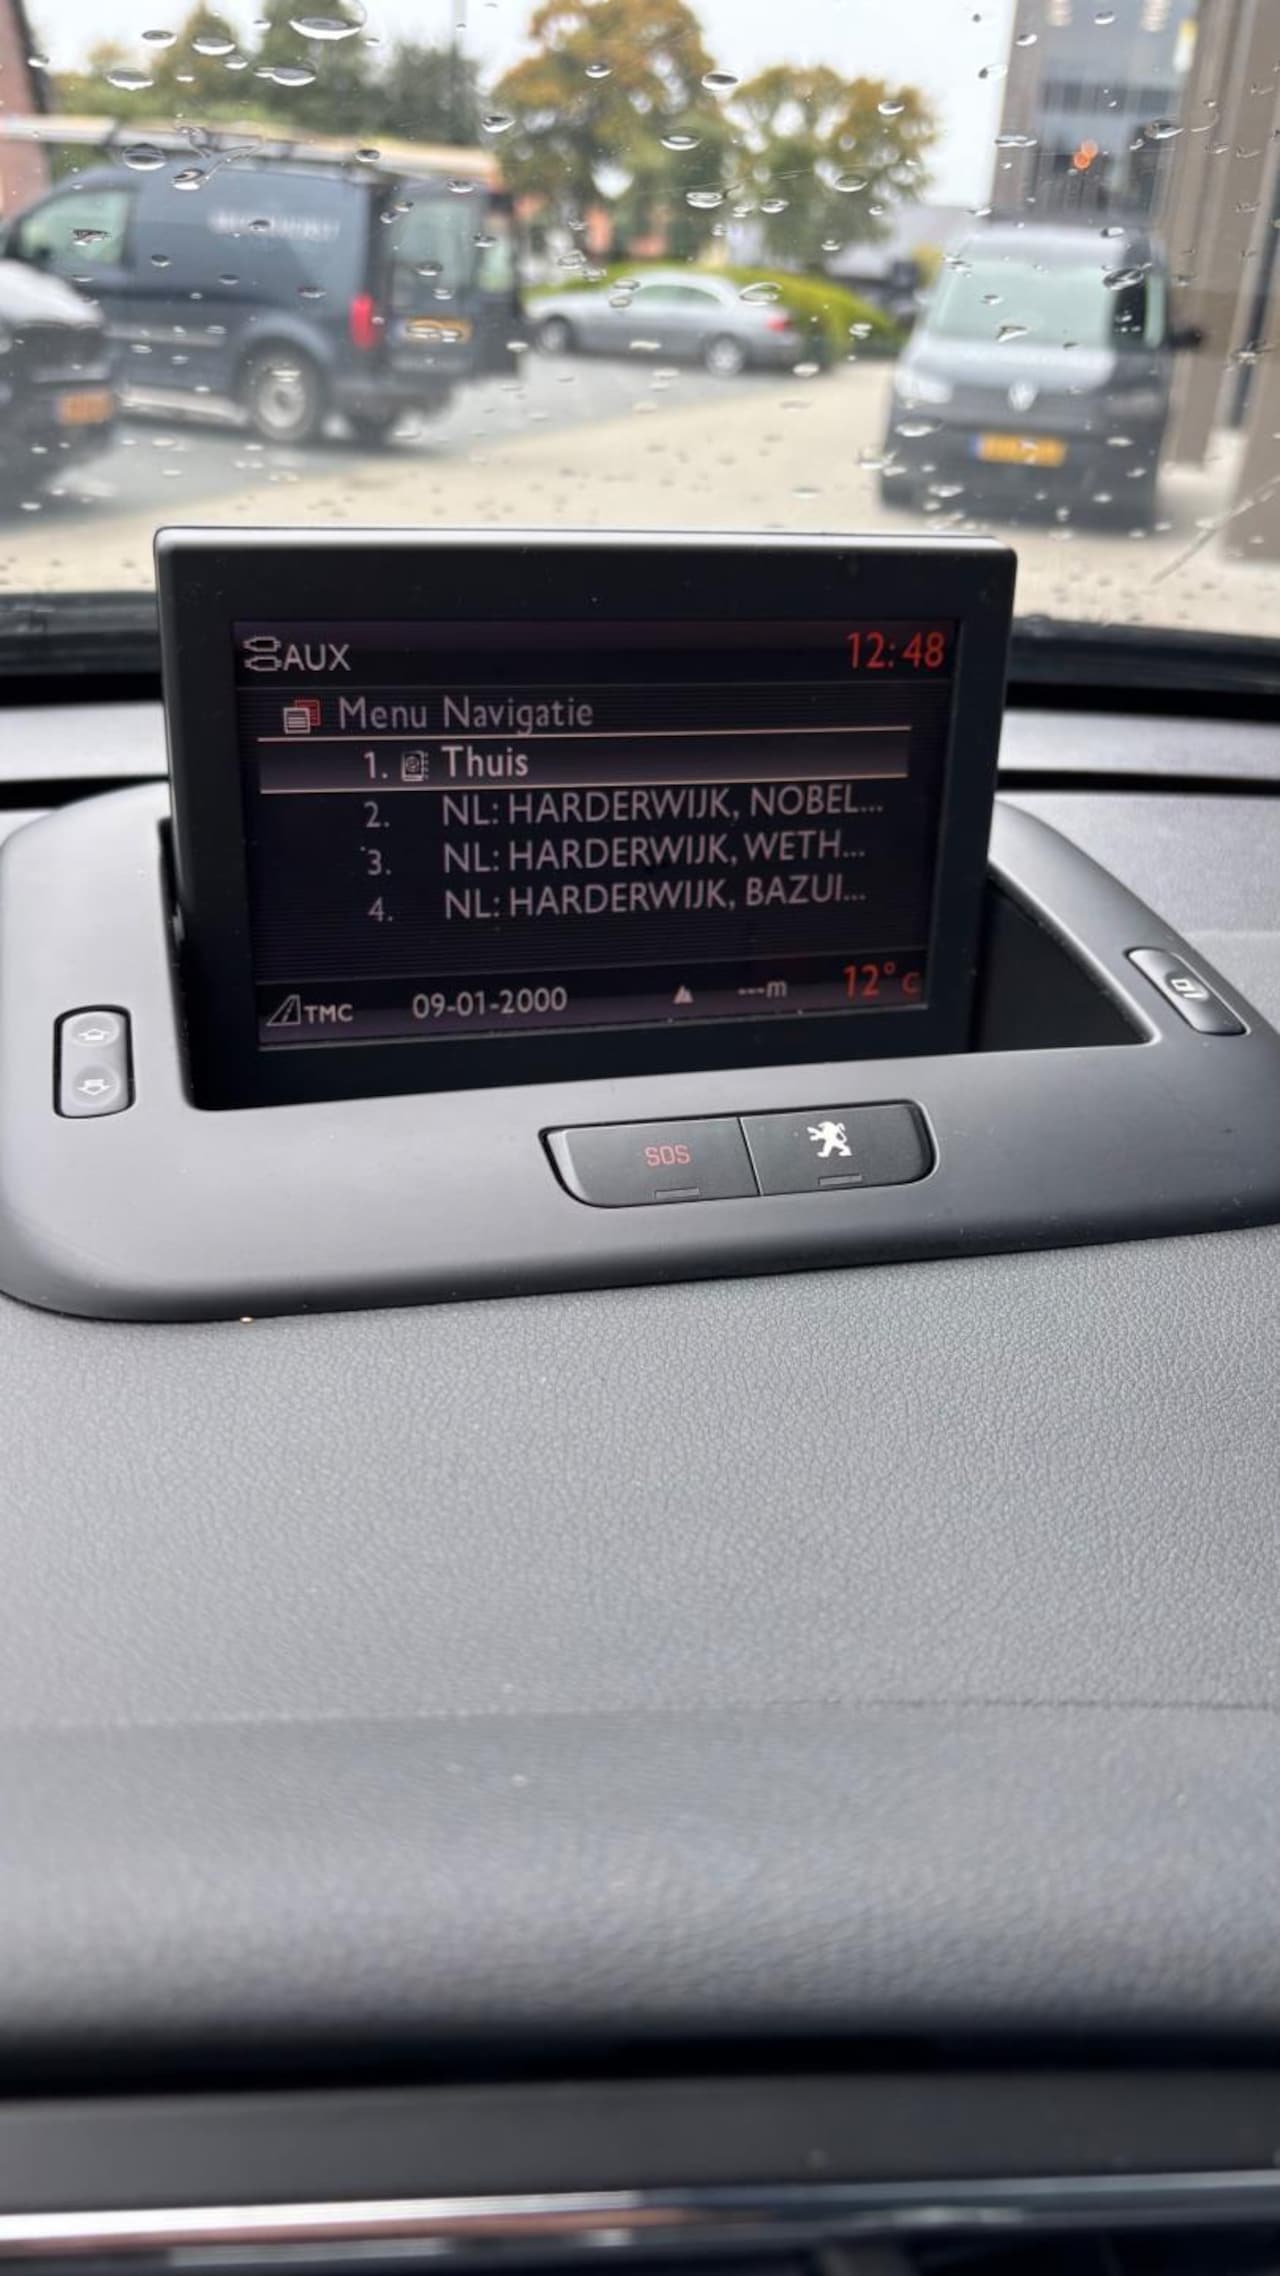 AUX 12:48
Menu Navigatie
1. Thuis
2. NL: HARDERWIJK, NOBEL...
3. NL: HARDERWIJK, WETH...
4. NL: HARDERWIJK, BAZUI...
TMC 09-01-2000 ---m 12° C
SOS